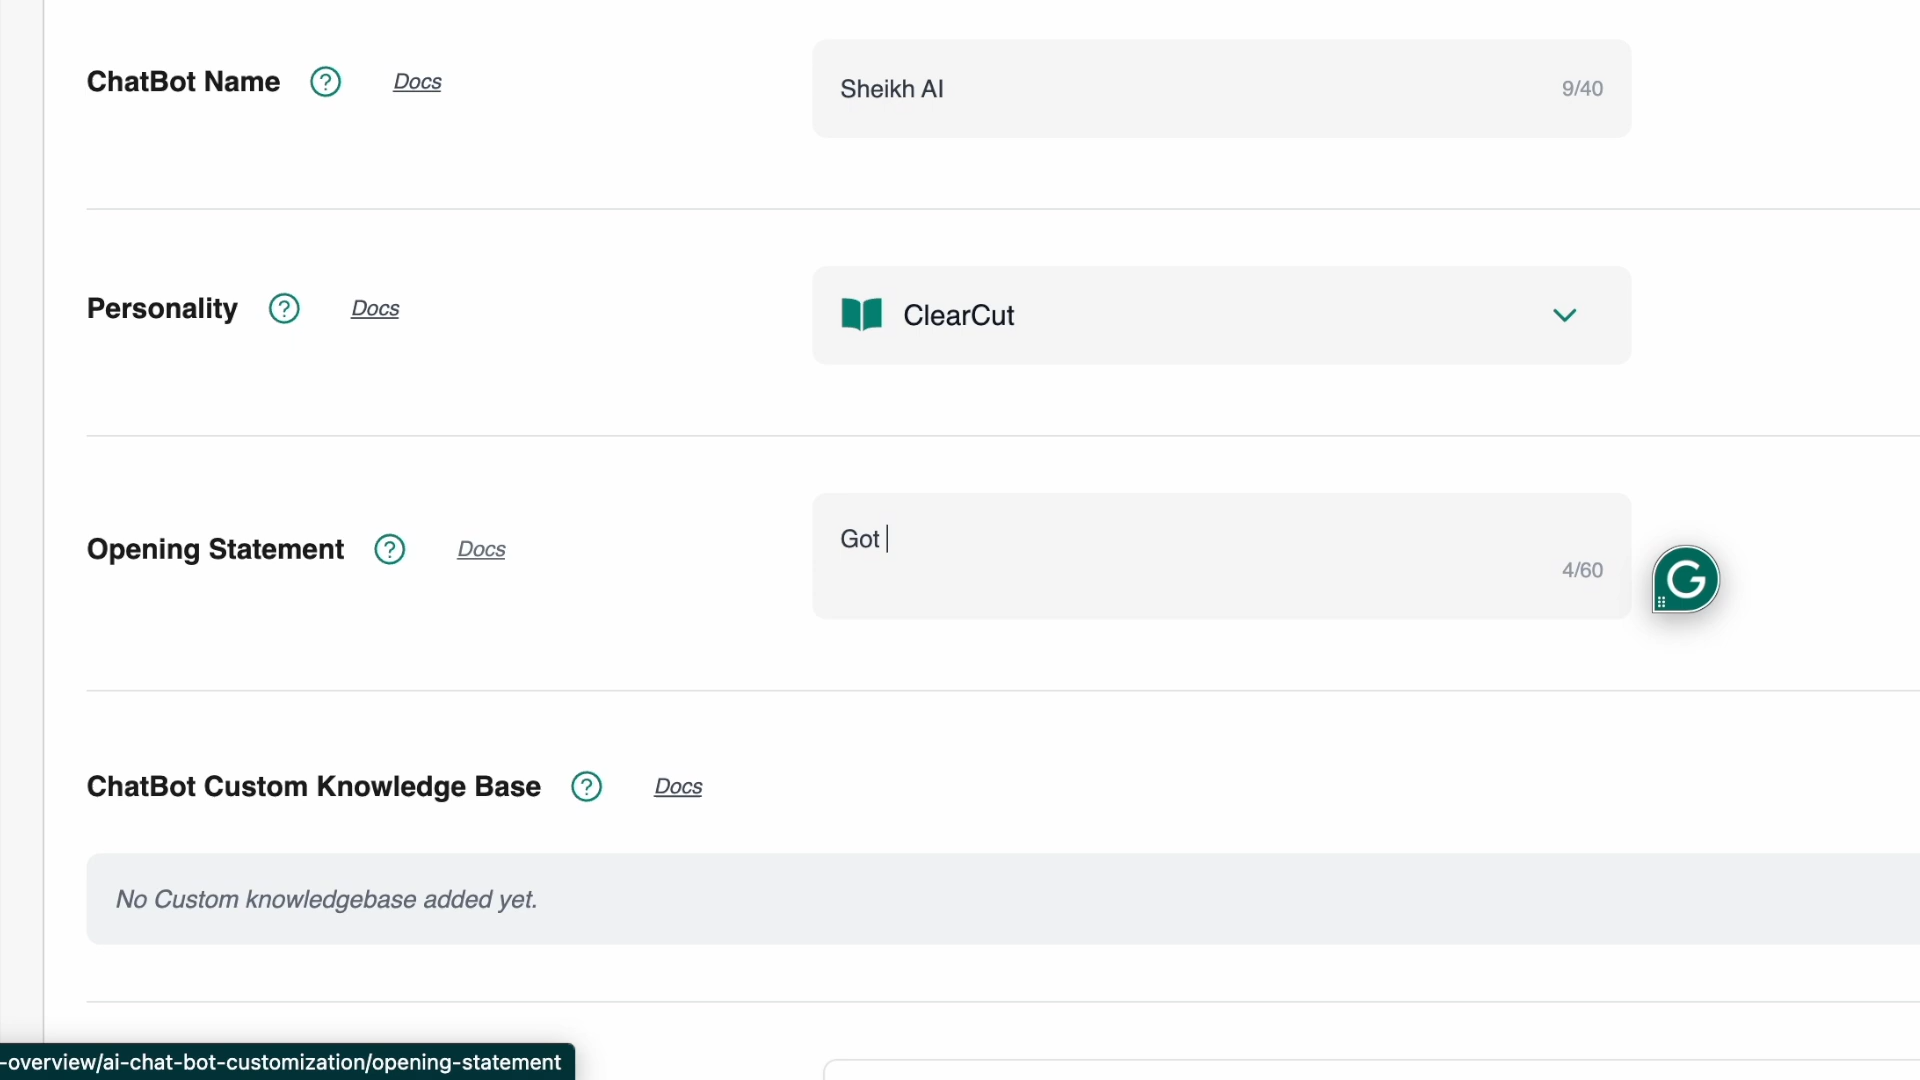 ChatBot Name ? Docs Sheikh AI 9/40
Personality ? Docs ClearCut
Opening Statement ? Docs Got 4/60
G
ChatBot Custom Knowledge Base ? Docs
No Custom knowledgebase added yet.
-overview/ai-chat-bot-customization/opening-statement